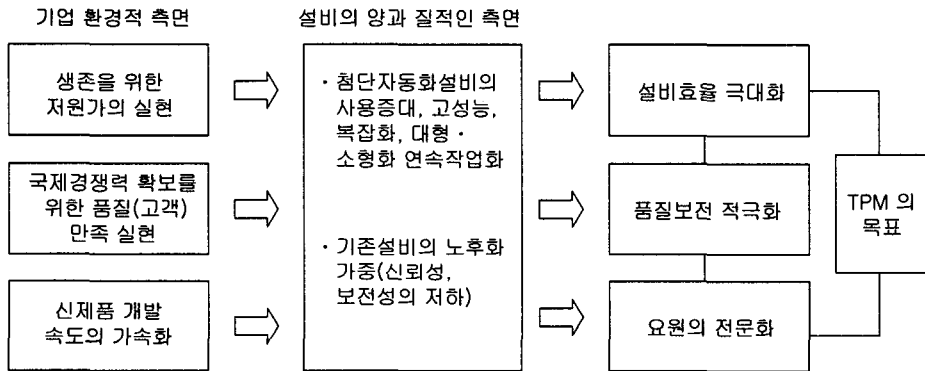 기업 환경적 측면
설비의 양과 질적인 측면
생존을 위한
저원가의 실현
국제경쟁력 확보를
위한 품질(고객)
만족 실현
신제품 개발
속도의 가속화
· 첨단자동화설비의
사용증대, 고성능,
복잡화, 대형·
소형화 연속작업화
· 기존설비의 노후화
가중(신뢰성,
보전성의 저하)
설비효율 극대화
품질보전 적극화
요원의 전문화
TPM 의
목표